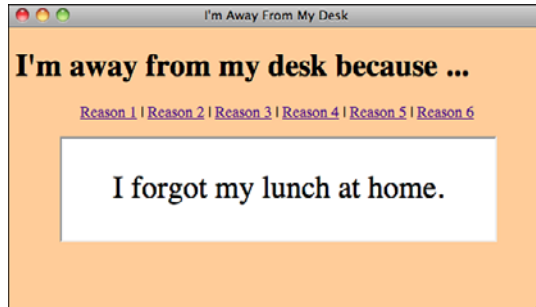 I'm Away From My Desk
I'm away from my desk because ...
Reason 1 | Reason 2 | Reason 3 | Reason 4 | Reason 5 | Reason 6
I forgot my lunch at home.